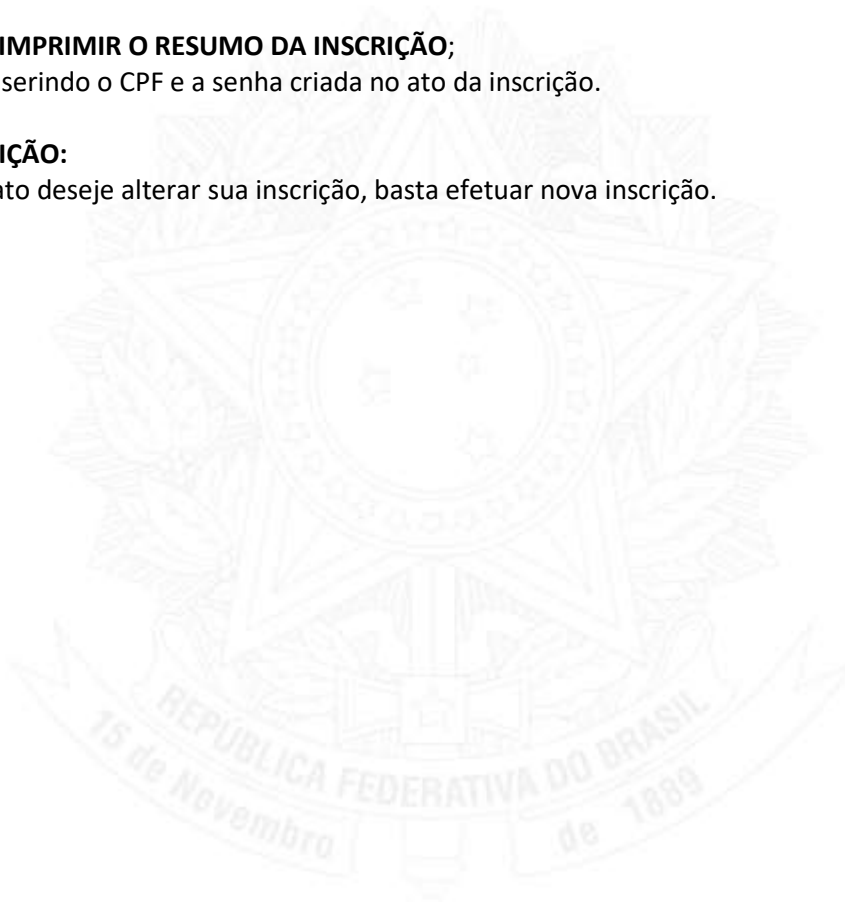 IMPRIMIR O RESUMO DA INSCRIÇÃO;
serindo o CPF e a senha criada no ato da inscrição.
IÇÃO:
ato deseje alterar sua inscrição, basta efetuar nova inscrição.
REPÚBLICA FEDERATIVA DO BRASIL
15 de Novembro de 1889